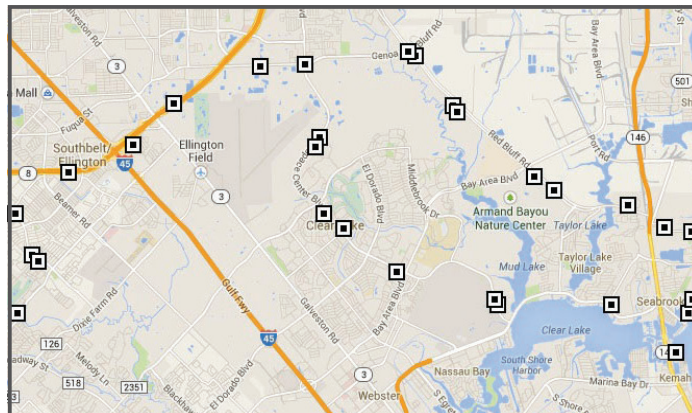 Galveston Rd
3
Genoa Red Bluff Rd
Bay Area Blvd
501
Mall
Fuqua St
146
Southbelt/
Ellington
Ellington
Field
45
8
Space Center Blvd
El Dorado Blvd
Middlebrook Dr
Red Bluff Rd
Port Rd
Bay Area Blvd
Beamer Rd
3
Armand Bayou
Nature Center
Taylor Lake
Clear Lake
Mud Lake
Taylor Lake
Village
Gulf Fwy
Dixie Farm Rd
Galveston Rd
Bay Area Blvd
Seabrook
45
Clear Lake
126
Melody Ln
518
2351
El Dorado Blvd
3
Webster
Nassau Bay
South Shore
Harbor
Marina Bay Dr
Kemah